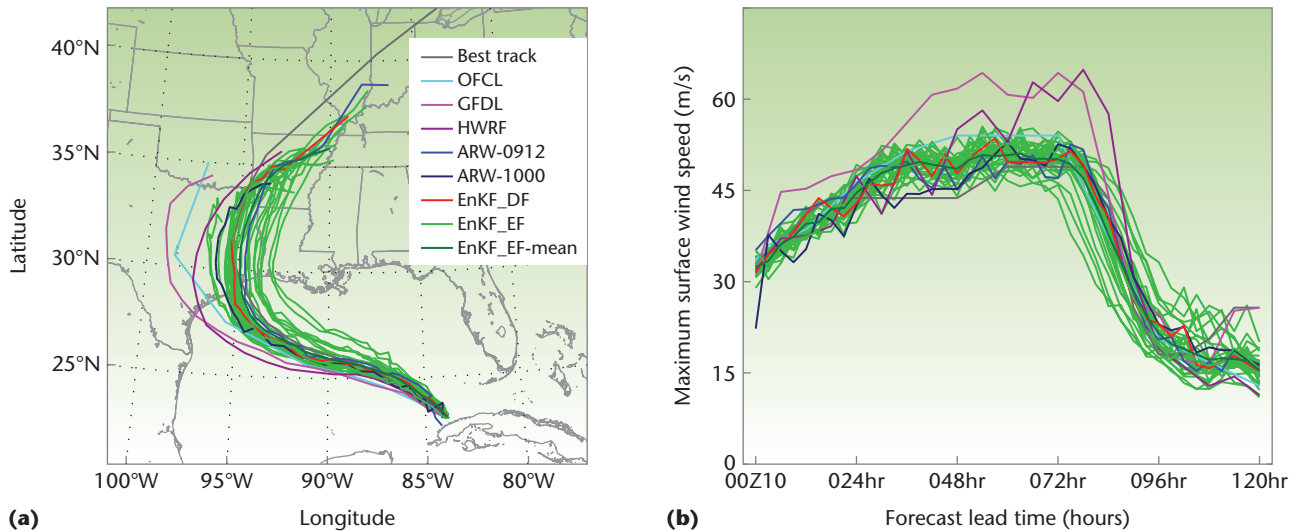 40°N
35°N
30°N
25°N
Latitude
100°W
95°W
90°W
85°W
80°W
Longitude
(a)
Best track
OFCL
GFDL
HWRF
ARW-0912
ARW-1000
EnKF_DF
EnKF_EF
EnKF_EF-mean
60
45
30
15
0
Maximum surface wind speed (m/s)
00Z10
024hr
048hr
072hr
096hr
120hr
Forecast lead time (hours)
(b)